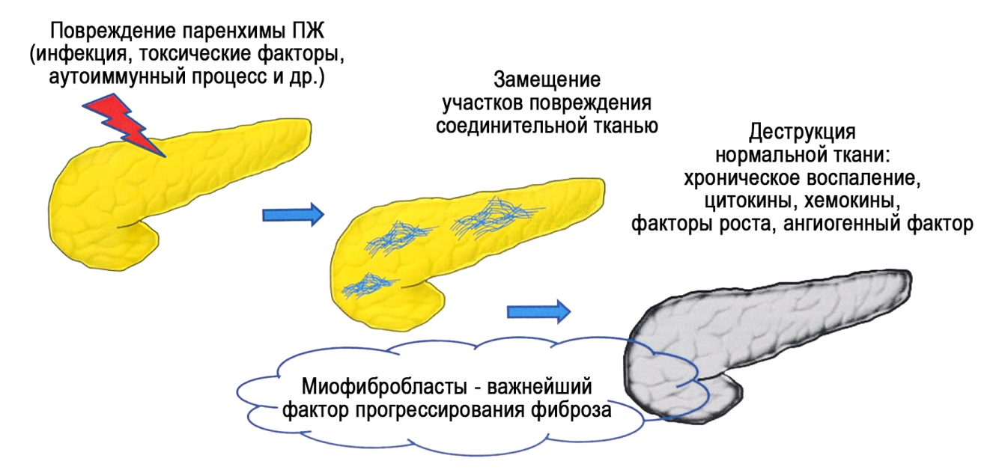 Повреждение паренхимы ПЖ
(инфекция, токсические факторы,
аутоиммунный процесс и др.)
Замещение
участков повреждения
соединительной тканью
Деструкция
нормальной ткани:
хроническое воспаление,
цитокины, хемокины,
факторы роста, ангиогенный фактор
Миофибробласты - важнейший
фактор прогрессирования фиброза